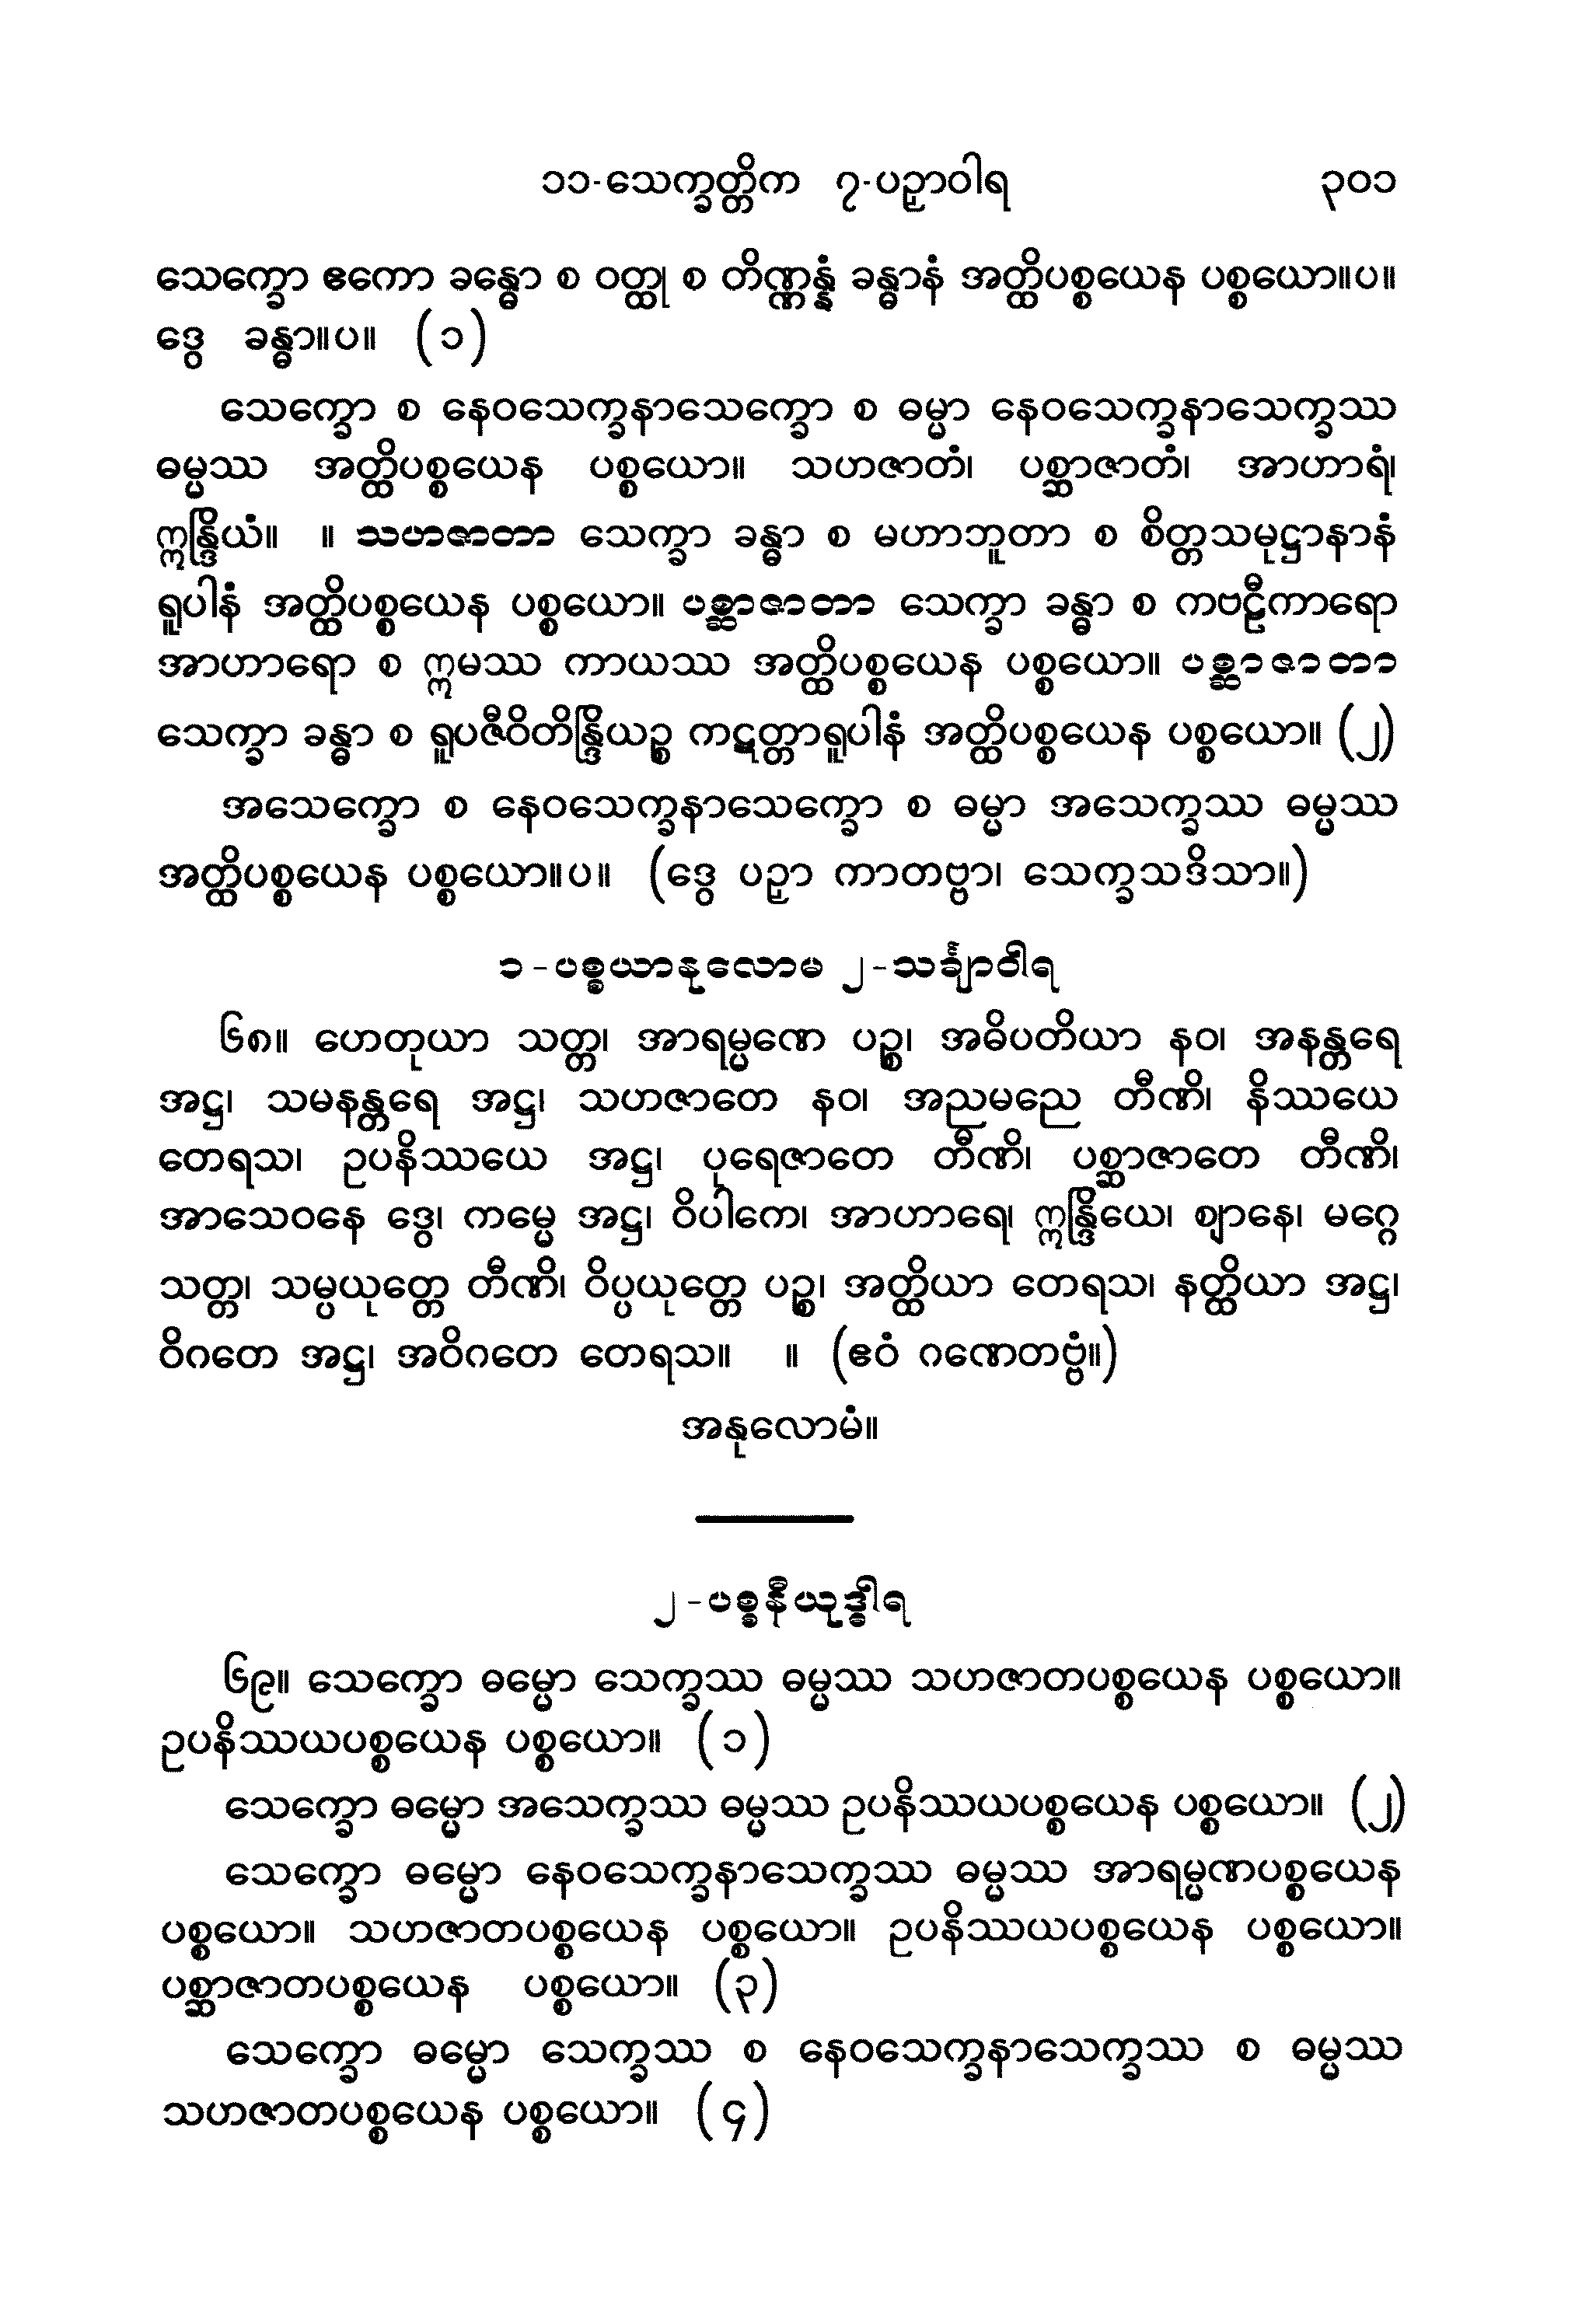 ၁၁-သေက္ခတ္တိက ၇-ပဉှာဝါရ ၃၀၁
သေက္ခော ဧကော ခန္ဓော စ ဝတ္ထု စ တိဏ္ဏန္နံ ခန္ဓာနံ အတ္ထိပစ္စယေန ပစ္စယော။ပ။
ဒွေ ခန္ဓာ။ပ။ (၁)
သေက္ခော စ နေဝသေက္ခနာသေက္ခော စ ဓမ္မာ နေဝသေက္ခနာသေက္ခဿ
ဓမ္မဿ အတ္ထိပစ္စယေန ပစ္စယော။ သဟဇာတံ၊ ပစ္ဆာဇာတံ၊ အာဟာရံ၊
ဣန္ဒြိယံ။ ။ သဟဇာတာ သေက္ခာ ခန္ဓာ စ မဟာဘူတာ စ စိတ္တသမုဋ္ဌာနာနံ
ရူပါနံ အတ္ထိပစ္စယေန ပစ္စယော။ ပစ္ဆာဇာတာ သေက္ခာ ခန္ဓာ စ ကဗဠီကာရော
အာဟာရော စ ဣမဿ ကာယဿ အတ္ထိပစ္စယေန ပစ္စယော။ ပစ္ဆာဇာတာ
သေက္ခာ ခန္ဓာ စ ရူပဇီဝိတိန္ဒြိယဉ္စ ကဋတ္တာရူပါနံ အတ္ထိပစ္စယေန ပစ္စယော။ (၂)
အသေက္ခော စ နေဝသေက္ခနာသေက္ခော စ ဓမ္မာ အသေက္ခဿ ဓမ္မဿ
အတ္ထိပစ္စယေန ပစ္စယော။ပ။ (ဒွေ ပဉှာ ကာတဗ္ဗာ၊ သေက္ခသဒိသာ။)
၁-ပစ္စယာနုလောမ ၂-သင်္ချာဝါရ
၆၈။ ဟေတုယာ သတ္တ၊ အာရမ္မဏေ ပဉ္စ၊ အဓိပတိယာ နဝ၊ အနန္တရေ
အဋ္ဌ၊ သမနန္တရေ အဋ္ဌ၊ သဟဇာတေ နဝ၊ အညမညေ တီဏိ၊ နိဿယေ
တေရသ၊ ဥပနိဿယေ အဋ္ဌ၊ ပုရေဇာတေ တီဏိ၊ ပစ္ဆာဇာတေ တီဏိ၊
အာသေဝနေ ဒွေ၊ ကမ္မေ အဋ္ဌ၊ ဝိပါကေ၊ အာဟာရေ၊ ဣန္ဒြိယေ၊ ဈာနေ၊ မဂ္ဂေ
သတ္တ၊ သမ္ပယုတ္တေ တီဏိ၊ ဝိပ္ပယုတ္တေ ပဉ္စ၊ အတ္ထိယာ တေရသ၊ နတ္ထိယာ အဋ္ဌ၊
ဝိဂတေ အဋ္ဌ၊ အဝိဂတေ တေရသ။ ။ (ဧဝံ ဂဏေတဗ္ဗံ။)
အနုလောမံ။
၂-ပစ္စနီယုဒ္ဓါရ
၆၉။ သေက္ခော ဓမ္မော သေက္ခဿ ဓမ္မဿ သဟဇာတပစ္စယေန ပစ္စယော။
ဥပနိဿယပစ္စယေန ပစ္စယော။ (၁)
သေက္ခော ဓမ္မော အသေက္ခဿ ဓမ္မဿ ဥပနိဿယပစ္စယေန ပစ္စယော။ (၂)
သေက္ခော ဓမ္မော နေဝသေက္ခနာသေက္ခဿ ဓမ္မဿ အာရမ္မဏပစ္စယေန
ပစ္စယော။ သဟဇာတပစ္စယေန ပစ္စယော။ ဥပနိဿယပစ္စယေန ပစ္စယော။
ပစ္ဆာဇာတပစ္စယေန ပစ္စယော။ (၃)
သေက္ခော ဓမ္မော သေက္ခဿ စ နေဝသေက္ခနာသေက္ခဿ စ ဓမ္မဿ
သဟဇာတပစ္စယေန ပစ္စယော။ (၄)